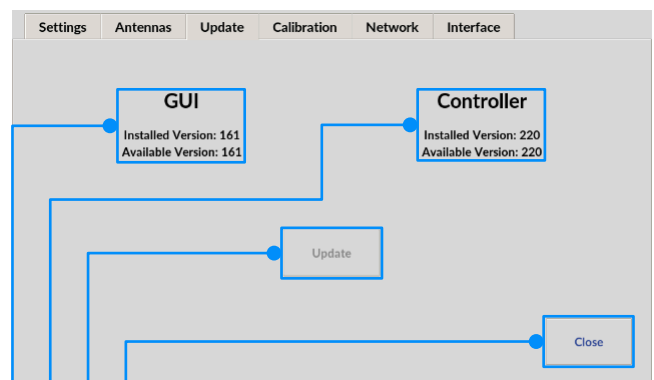 Settings Antennas Update Calibration Network Interface
GUI
Installed Version: 161
Available Version: 161
Controller
Installed Version: 220
Available Version: 220
Update
Close